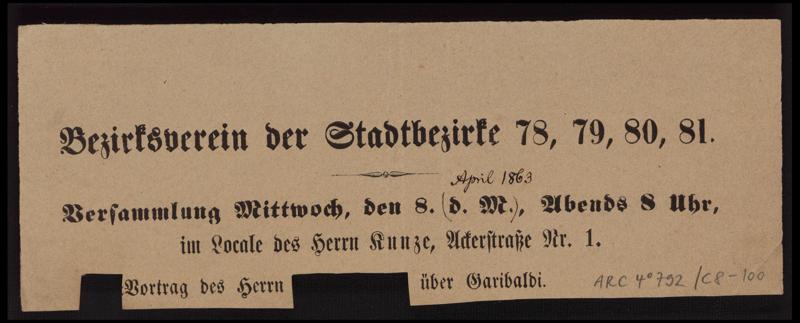 Bezirksverein der Stadtbezirke 78, 79, 80, 81.
April 1863
Versammlung Mittwoch, den 8. (d. M.), Abends 8 Uhr,
im Locale des Herrn Kunze, Ackerstraße Nr. 1.
Vortrag des Herrn über Garibaldi.
ARC 4° 792 /C8-100